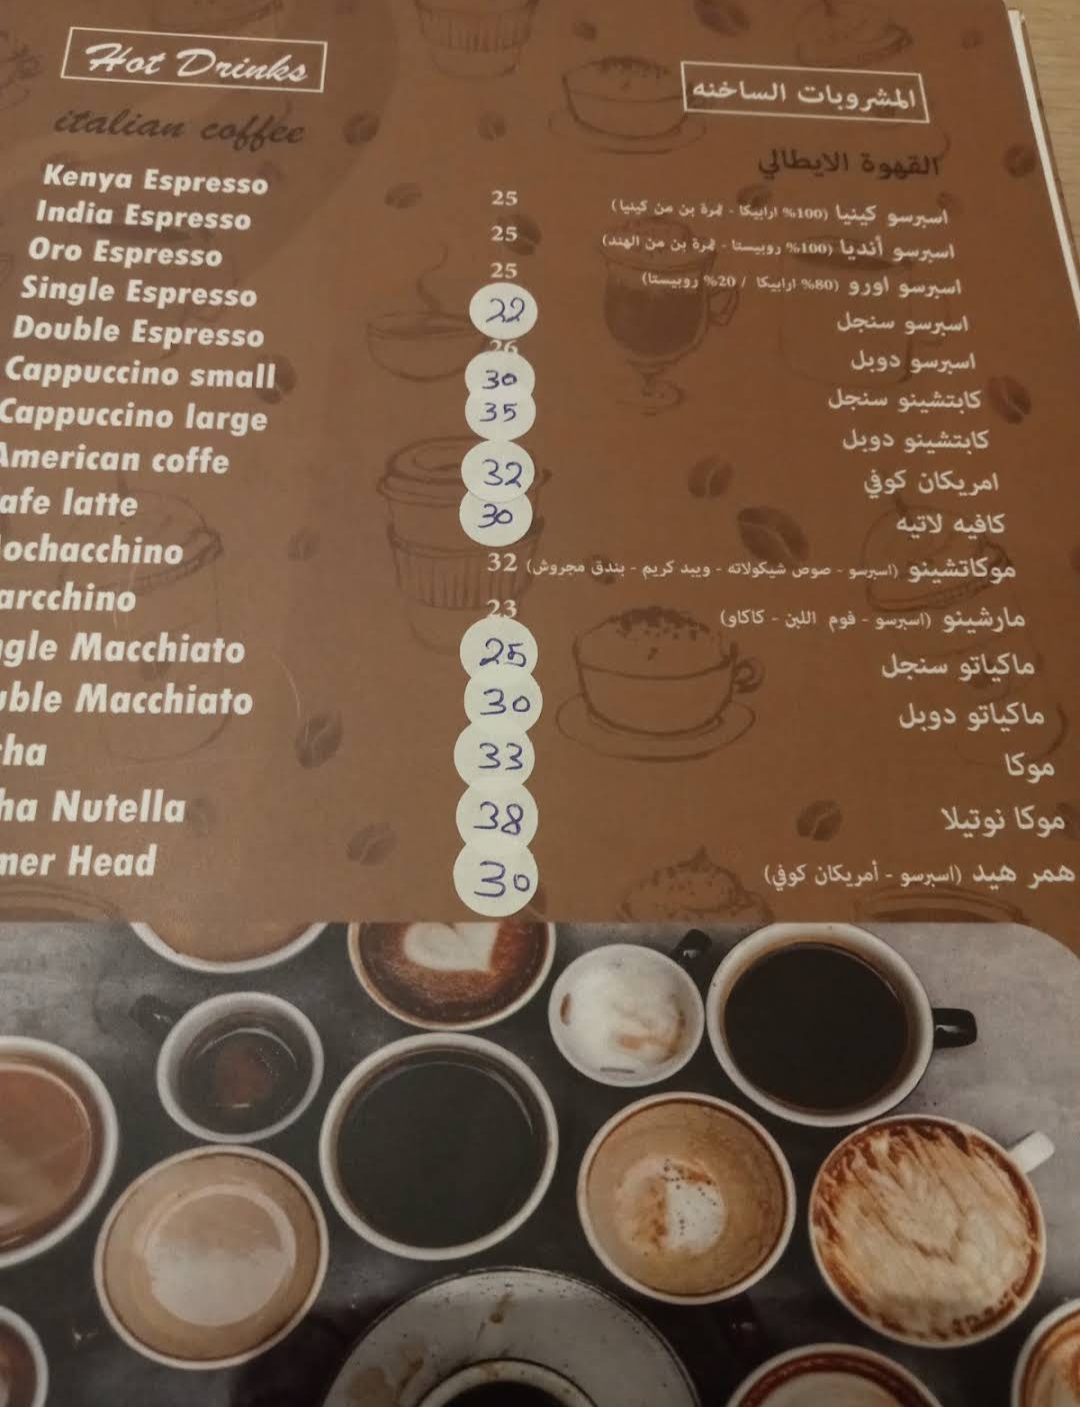 Hot Drinks
المشروبات الساخنه
italian coffee
القهوة الايطالي
Kenya Espresso 25 اسبرسو كينيا (100% ارابيكا - ثمرة بن من كينيا)
India Espresso 25 اسبرسو أنديا (100% روبيستا - ثمرة بن من الهند)
Oro Espresso 25 اسبرسو اورو (80% ارابيكا / 20% روبيستا)
Single Espresso 22 اسبرسو سنجل
Double Espresso 26 اسبرسو دوبل
Cappuccino small 30 كابتشينو سنجل
Cappuccino large 35 كابتشينو دوبل
American coffe 32 امريكان كوفي
afe latte 30 كافيه لاتيه
ochacchino 32 موكاتشينو (اسبرسو - صوص شيكولاته - ويبد كريم - بندق مجروش)
arcchino 23 مارشينو (اسبرسو - فوم اللبن - كاكاو)
gle Macchiato 25 ماكياتو سنجل
uble Macchiato 30 ماكياتو دوبل
cha 33 موكا
ha Nutella 38 موكا نوتيلا
mer Head 30 همر هيد (اسبرسو - أمريكان كوفي)